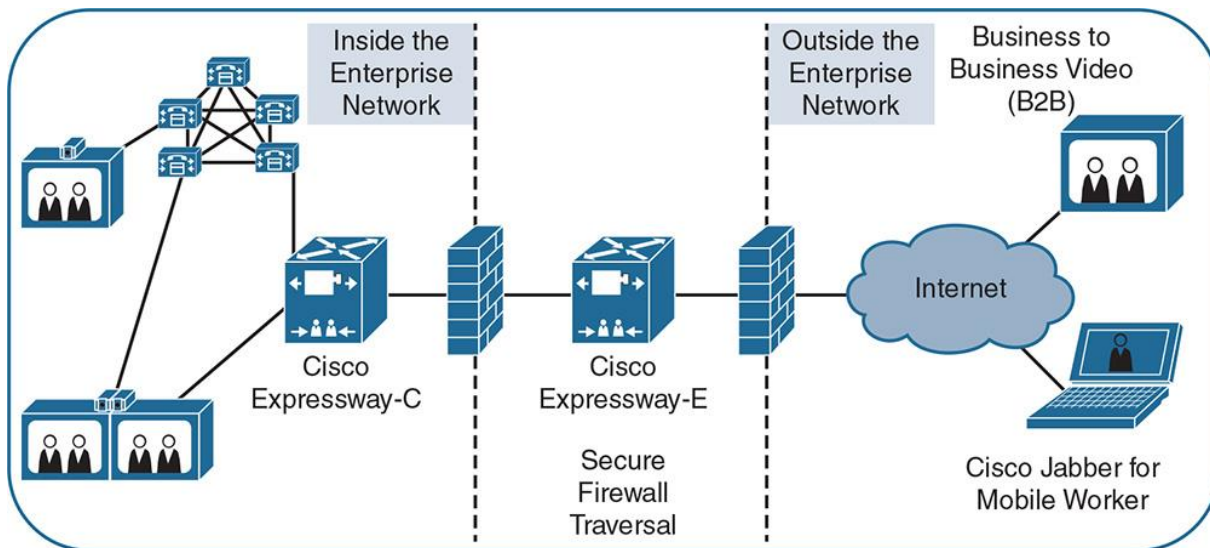 Inside the
Enterprise
Network
Outside the
Enterprise
Network
Business to
Business Video
(B2B)
Internet
Cisco
Expressway-C
Cisco
Expressway-E
Secure
Firewall
Traversal
Cisco Jabber for
Mobile Worker